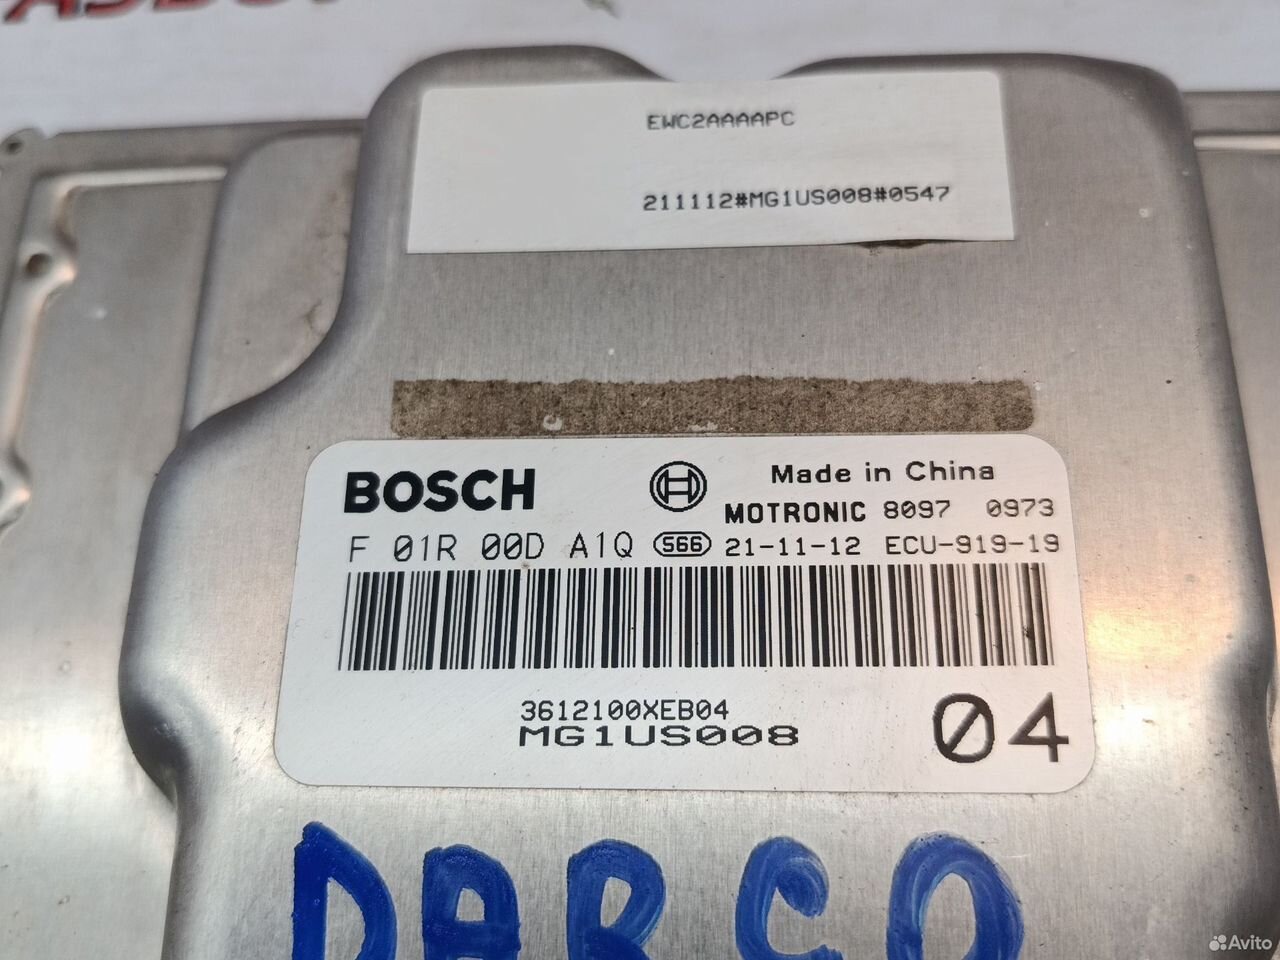 EWC2AAAAPC
211112#MG1US008#0547
BOSCH Made in China
MOTRONIC 8097 0973
F 01R 00D A1Q S66 21-11-12 ECU-919-19
3612100XEB04
MG1US008
04
DARGO
Avito